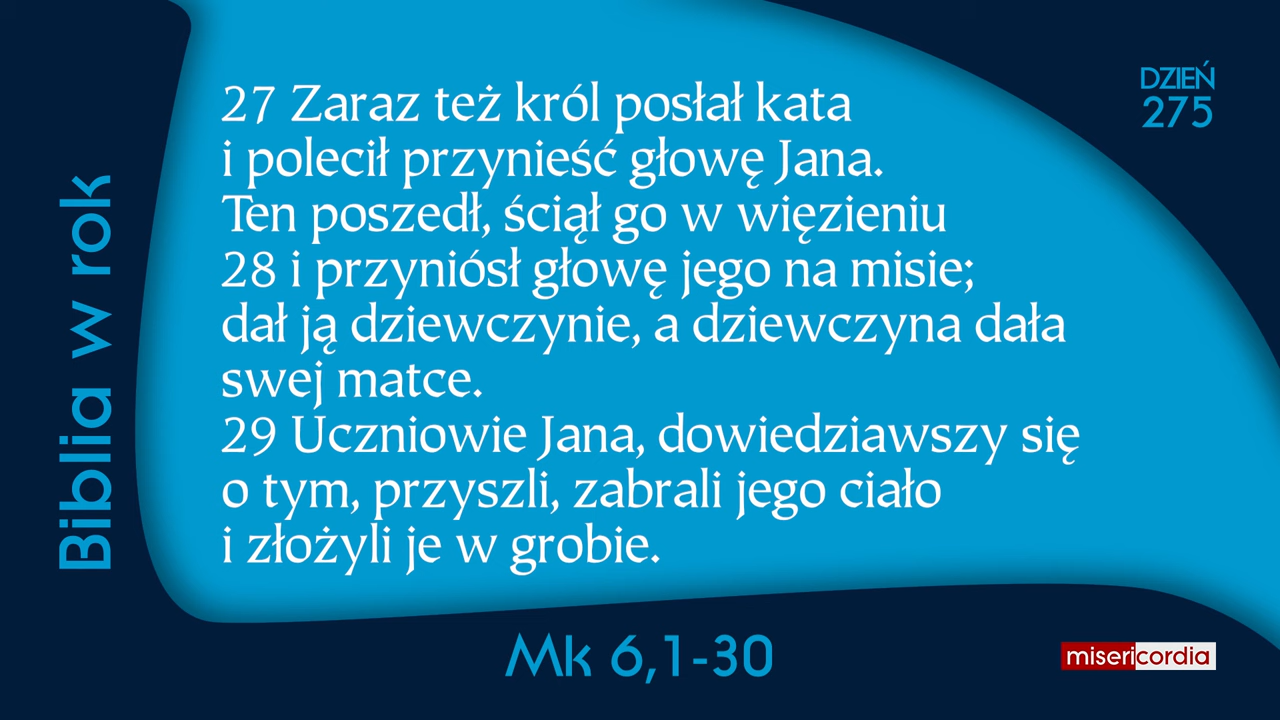 DZIEŃ
275
27 Zaraz też król posłał kata
i polecił przynieść głowę Jana.
Ten poszedł, ściął go w więzieniu
28 i przyniósł głowę jego na misie;
dał ją dziewczynie, a dziewczyna dała
swej matce.
29 Uczniowie Jana, dowiedziawszy się
o tym, przyszli, zabrali jego ciało
i złożyli je w grobie.
Biblia w rok
Mk 6,1-30
misericordia